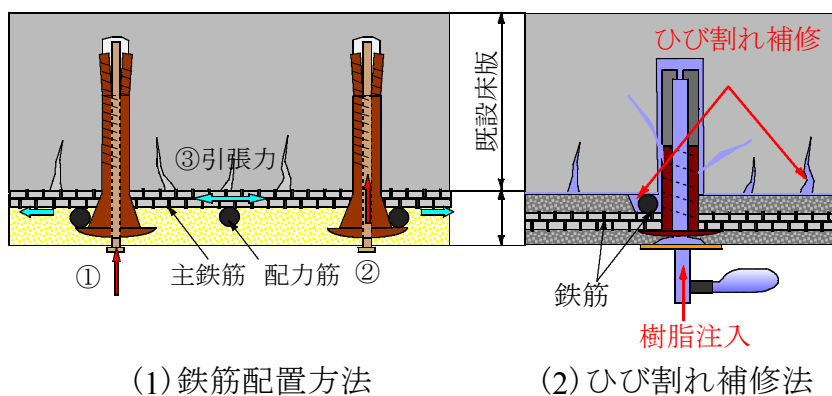 ひび割れ補修
既設床版
③引張力
①
主鉄筋
配力筋
②
鉄筋
樹脂注入
(1)鉄筋配置方法
(2)ひび割れ補修法